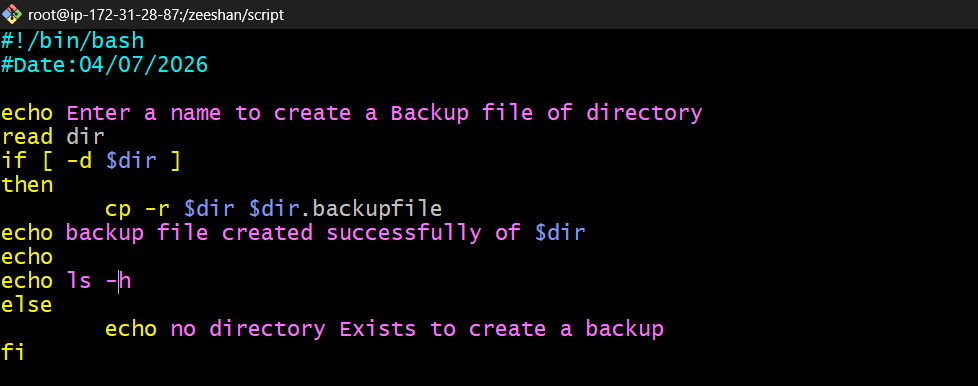 root@ip-172-31-28-87:/zeeshan/script
#!/bin/bash
#Date:04/07/2026
echo Enter a name to create a Backup file of directory
read dir
if [ -d $dir ]
then
        cp -r $dir $dir.backupfile
echo backup file created successfully of $dir
echo
echo ls -h
else
        echo no directory Exists to create a backup
fi